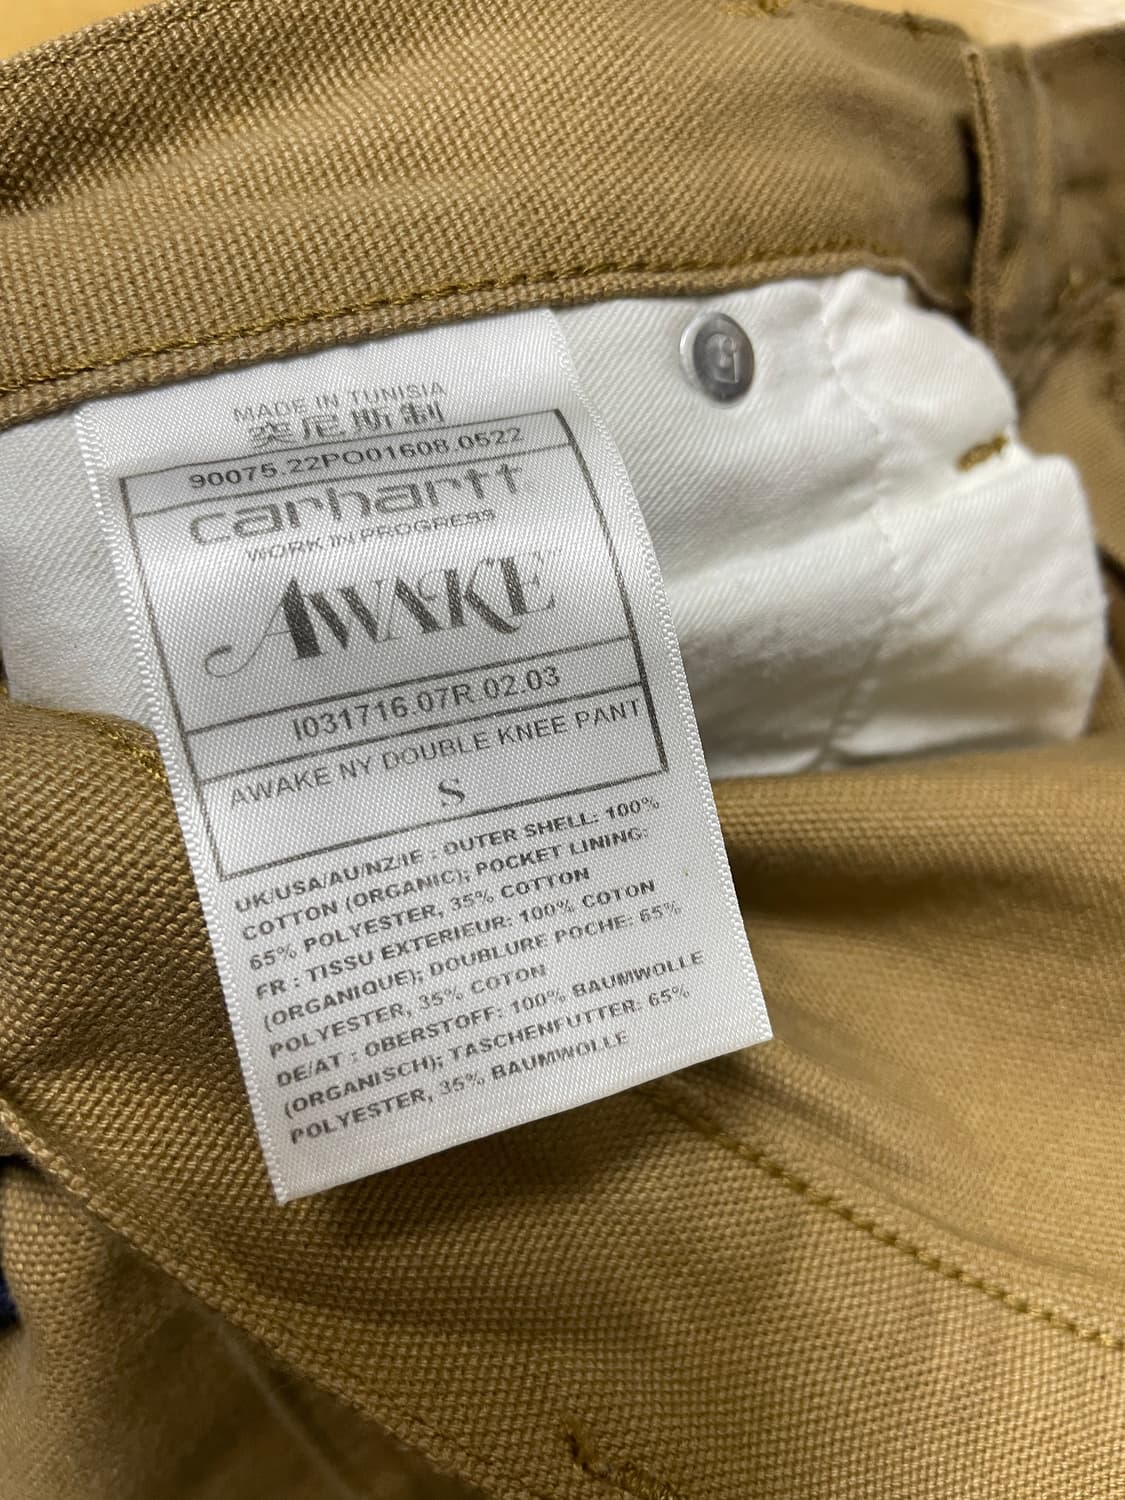 MADE IN TUNISIA
突尼斯制
90075.22PO01608.0522
carhartt
WORK IN PROGRESS
AWAKE
I031716.07R.02.03
AWAKE NY DOUBLE KNEE PANT
S
UK/USA/AU/NZ/IE : OUTER SHELL: 100%
COTTON (ORGANIC); POCKET LINING:
65% POLYESTER, 35% COTTON
FR : TISSU EXTERIEUR: 100% COTON
(ORGANIQUE); DOUBLURE POCHE: 65%
POLYESTER, 35% COTON
DE/AT : OBERSTOFF: 100% BAUMWOLLE
(ORGANISCH); TASCHENFUTTER: 65%
POLYESTER, 35% BAUMWOLLE